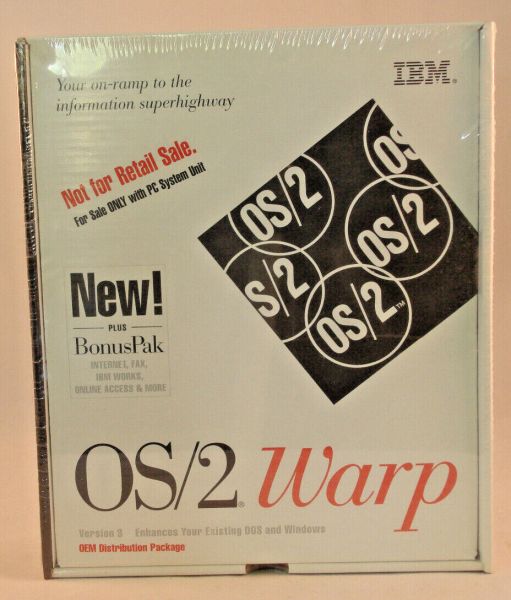 Your on-ramp to the
information superhighway
IBM®
Not for Retail Sale.
For Sale ONLY with PC System Unit
OS
OS/2
OS/2
S/2
OS/2™
New!
PLUS
BonusPak
INTERNET, FAX,
IBM WORKS,
ONLINE ACCESS & MORE
OS/2® Warp
Version 3 Enhances Your Existing DOS and Windows
OEM Distribution Package